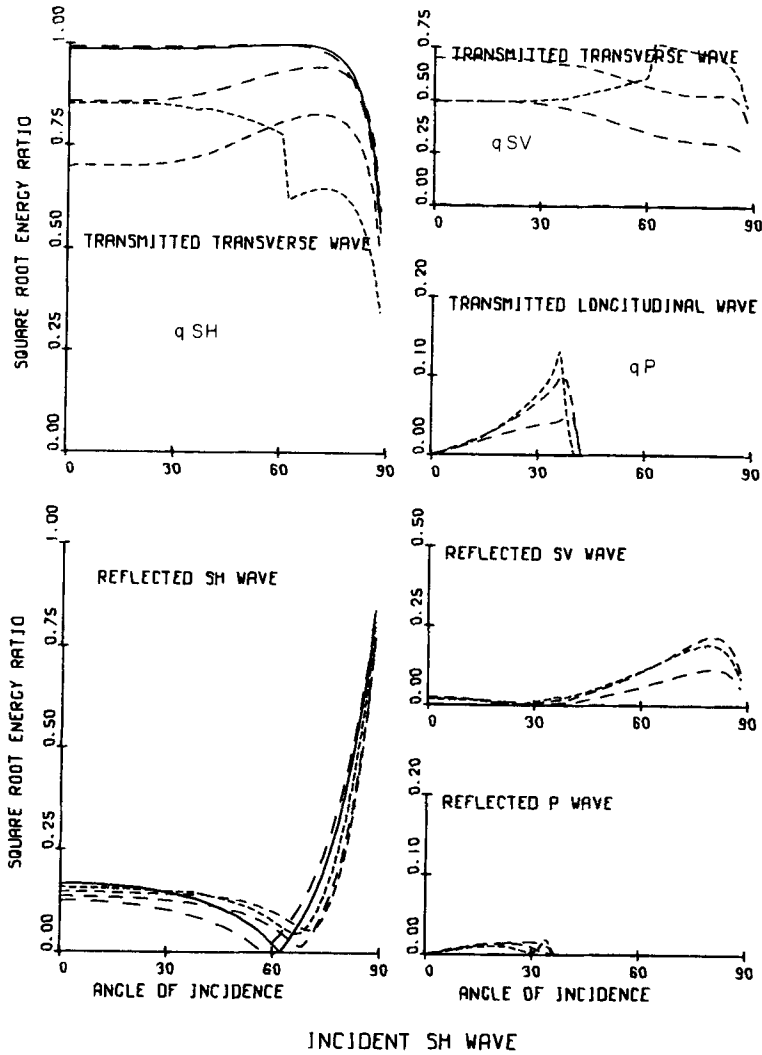 SQUARE ROOT ENERGY RATIO
0.00 0.25 0.50 0.75 1.00
TRANSMITTED TRANSVERSE WAVE
q SH
0 30 60 90
0.00 0.25 0.50 0.75
TRANSMITTED TRANSVERSE WAVE
q SV
0 30 60 90
0.00 0.10 0.20
TRANSMITTED LONGITUDINAL WAVE
q P
0 30 60 90
SQUARE ROOT ENERGY RATIO
0.00 0.25 0.50 0.75 1.00
REFLECTED SH WAVE
0 30 60 90
ANGLE OF INCIDENCE
0.00 0.25 0.50
REFLECTED SV WAVE
0 30 60 90
0.00 0.10 0.20
REFLECTED P WAVE
0 30 60 90
ANGLE OF INCIDENCE
INCIDENT SH WAVE